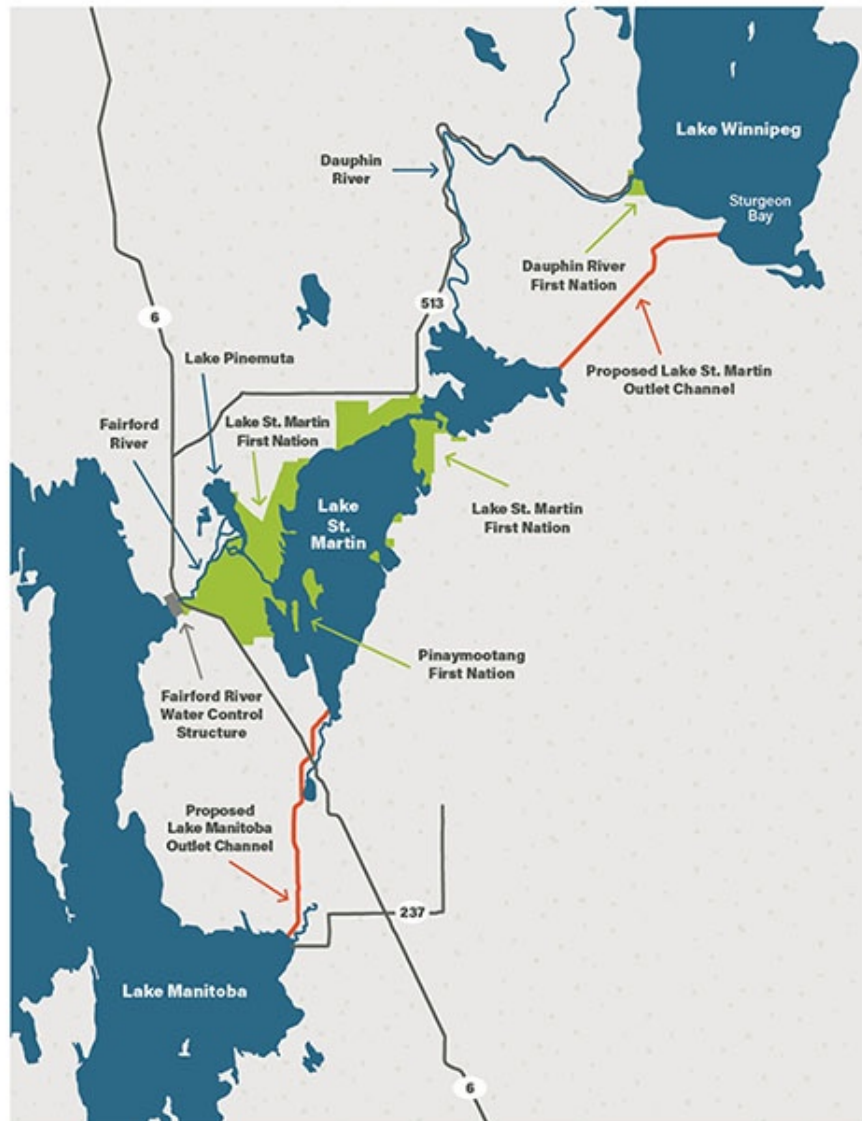 Lake Winnipeg
Dauphin
River
Sturgeon
Bay
Dauphin River
First Nation
513
6
Lake Pinemuta
Proposed Lake St. Martin
Outlet Channel
Fairford
River
Lake St. Martin
First Nation
Lake
St.
Martin
Lake St. Martin
First Nation
Pinaymootang
First Nation
Fairford River
Water Control
Structure
Proposed
Lake Manitoba
Outlet Channel
237
Lake Manitoba
6